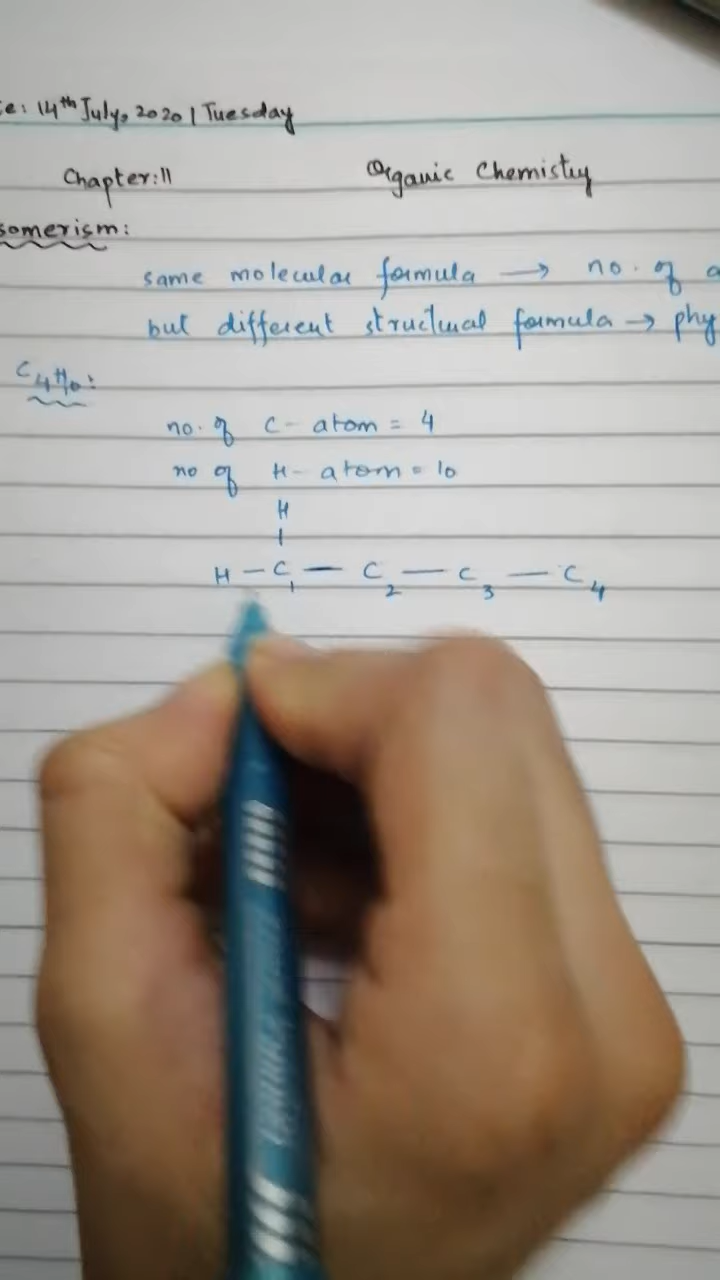 e: 14th July, 2020 | Tuesday
Chapter:11 Organic Chemistry
somerism:
same molecular formula → no. of a
but different structural formula → phy
C4H10:
no. of C- atom = 4
no of H- atom = 10
H
|
H — C1 — C2 — C3 — C4